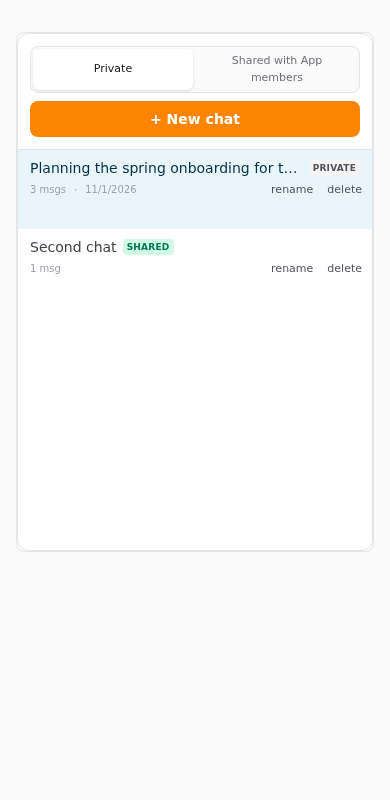 Private
Shared with App
members
+ New chat
Planning the spring onboarding for t... PRIVATE
3 msgs · 11/1/2026 rename delete
Second chat SHARED
1 msg rename delete